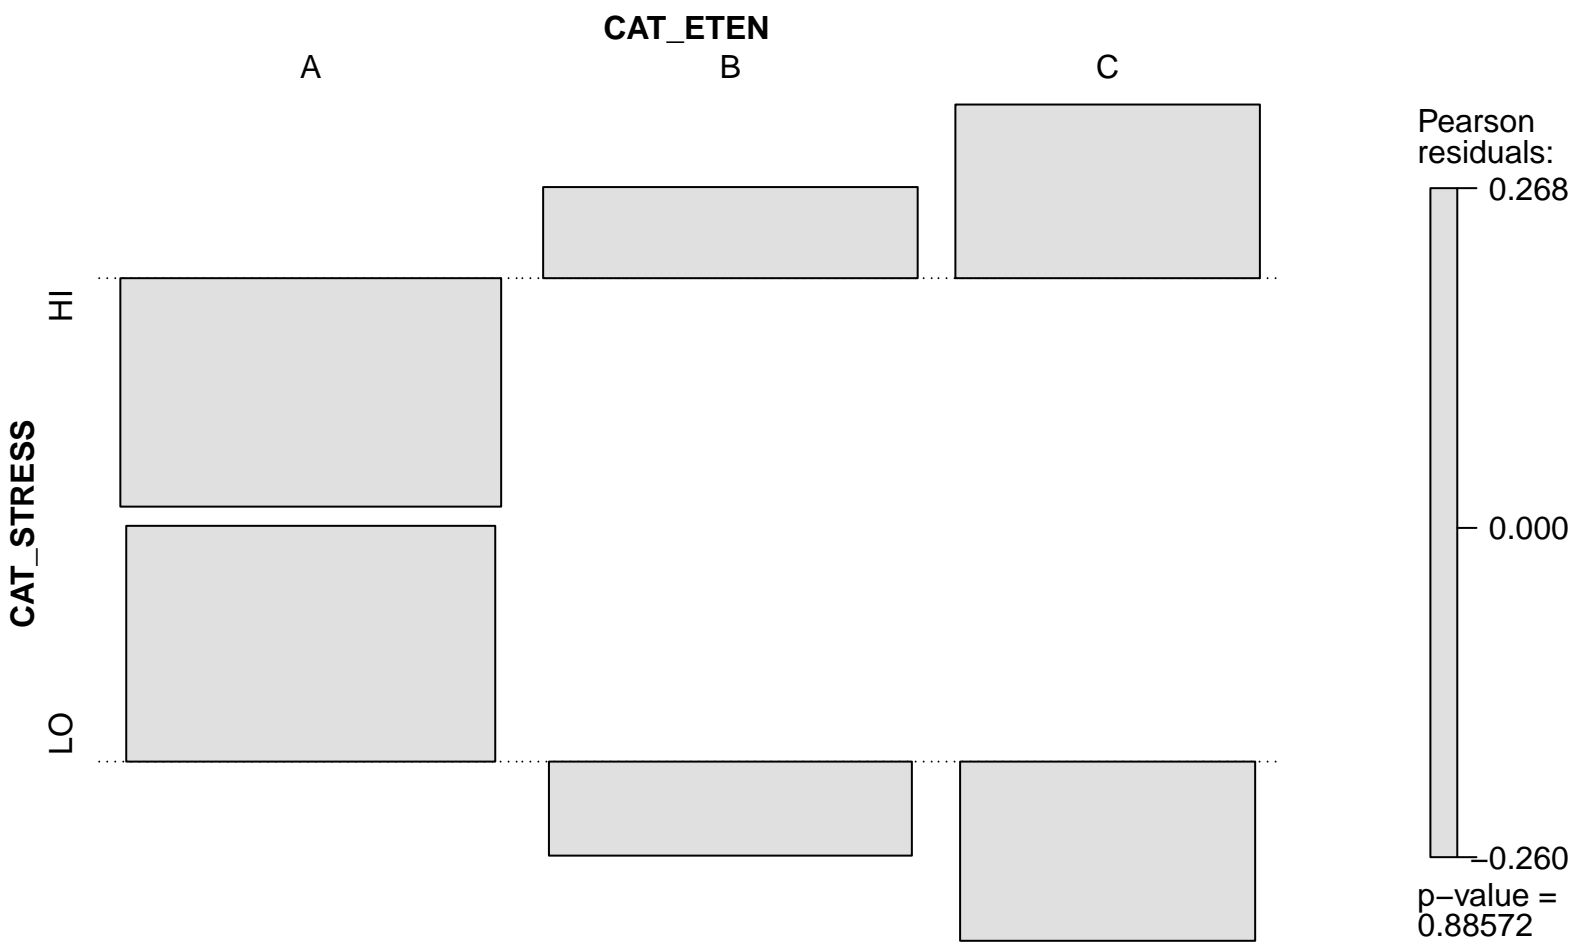 CAT_ETEN
A B C
Pearson
residuals:
0.268
HI
CAT_STRESS
0.000
LO
−0.260
p−value =
0.88572